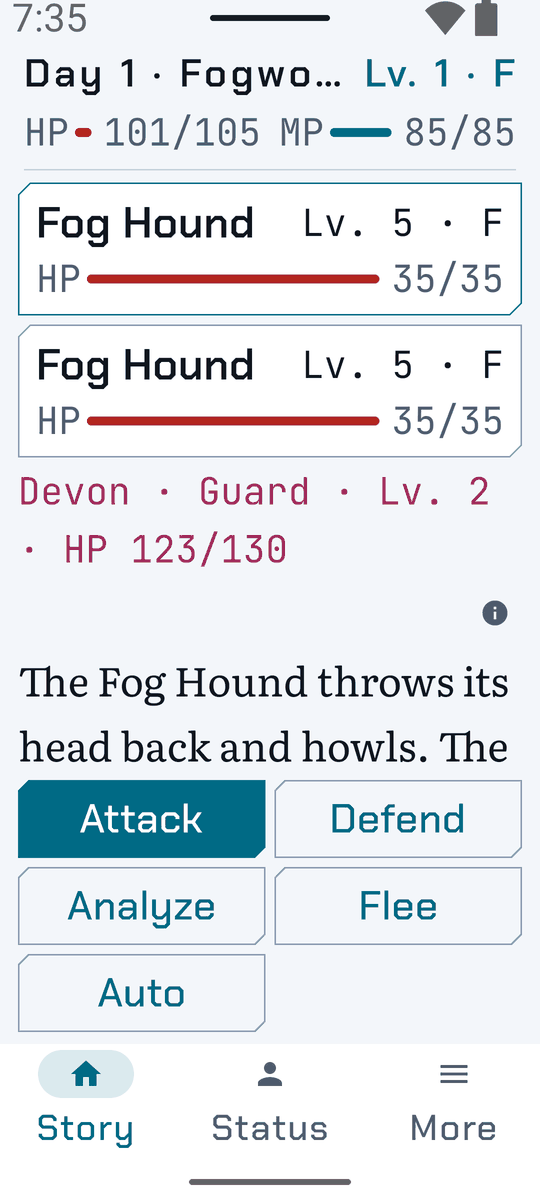 7:35
Day 1 · Fogwo… Lv. 1 · F
HP 101/105 MP 85/85
Fog Hound Lv. 5 · F
HP 35/35
Fog Hound Lv. 5 · F
HP 35/35
Devon · Guard · Lv. 2
· HP 123/130
The Fog Hound throws its
head back and howls. The
Attack Defend
Analyze Flee
Auto
Story Status More